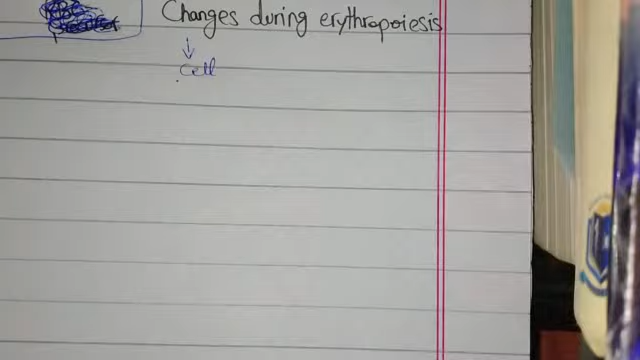 Changes during erythropoiesis
↓
cell